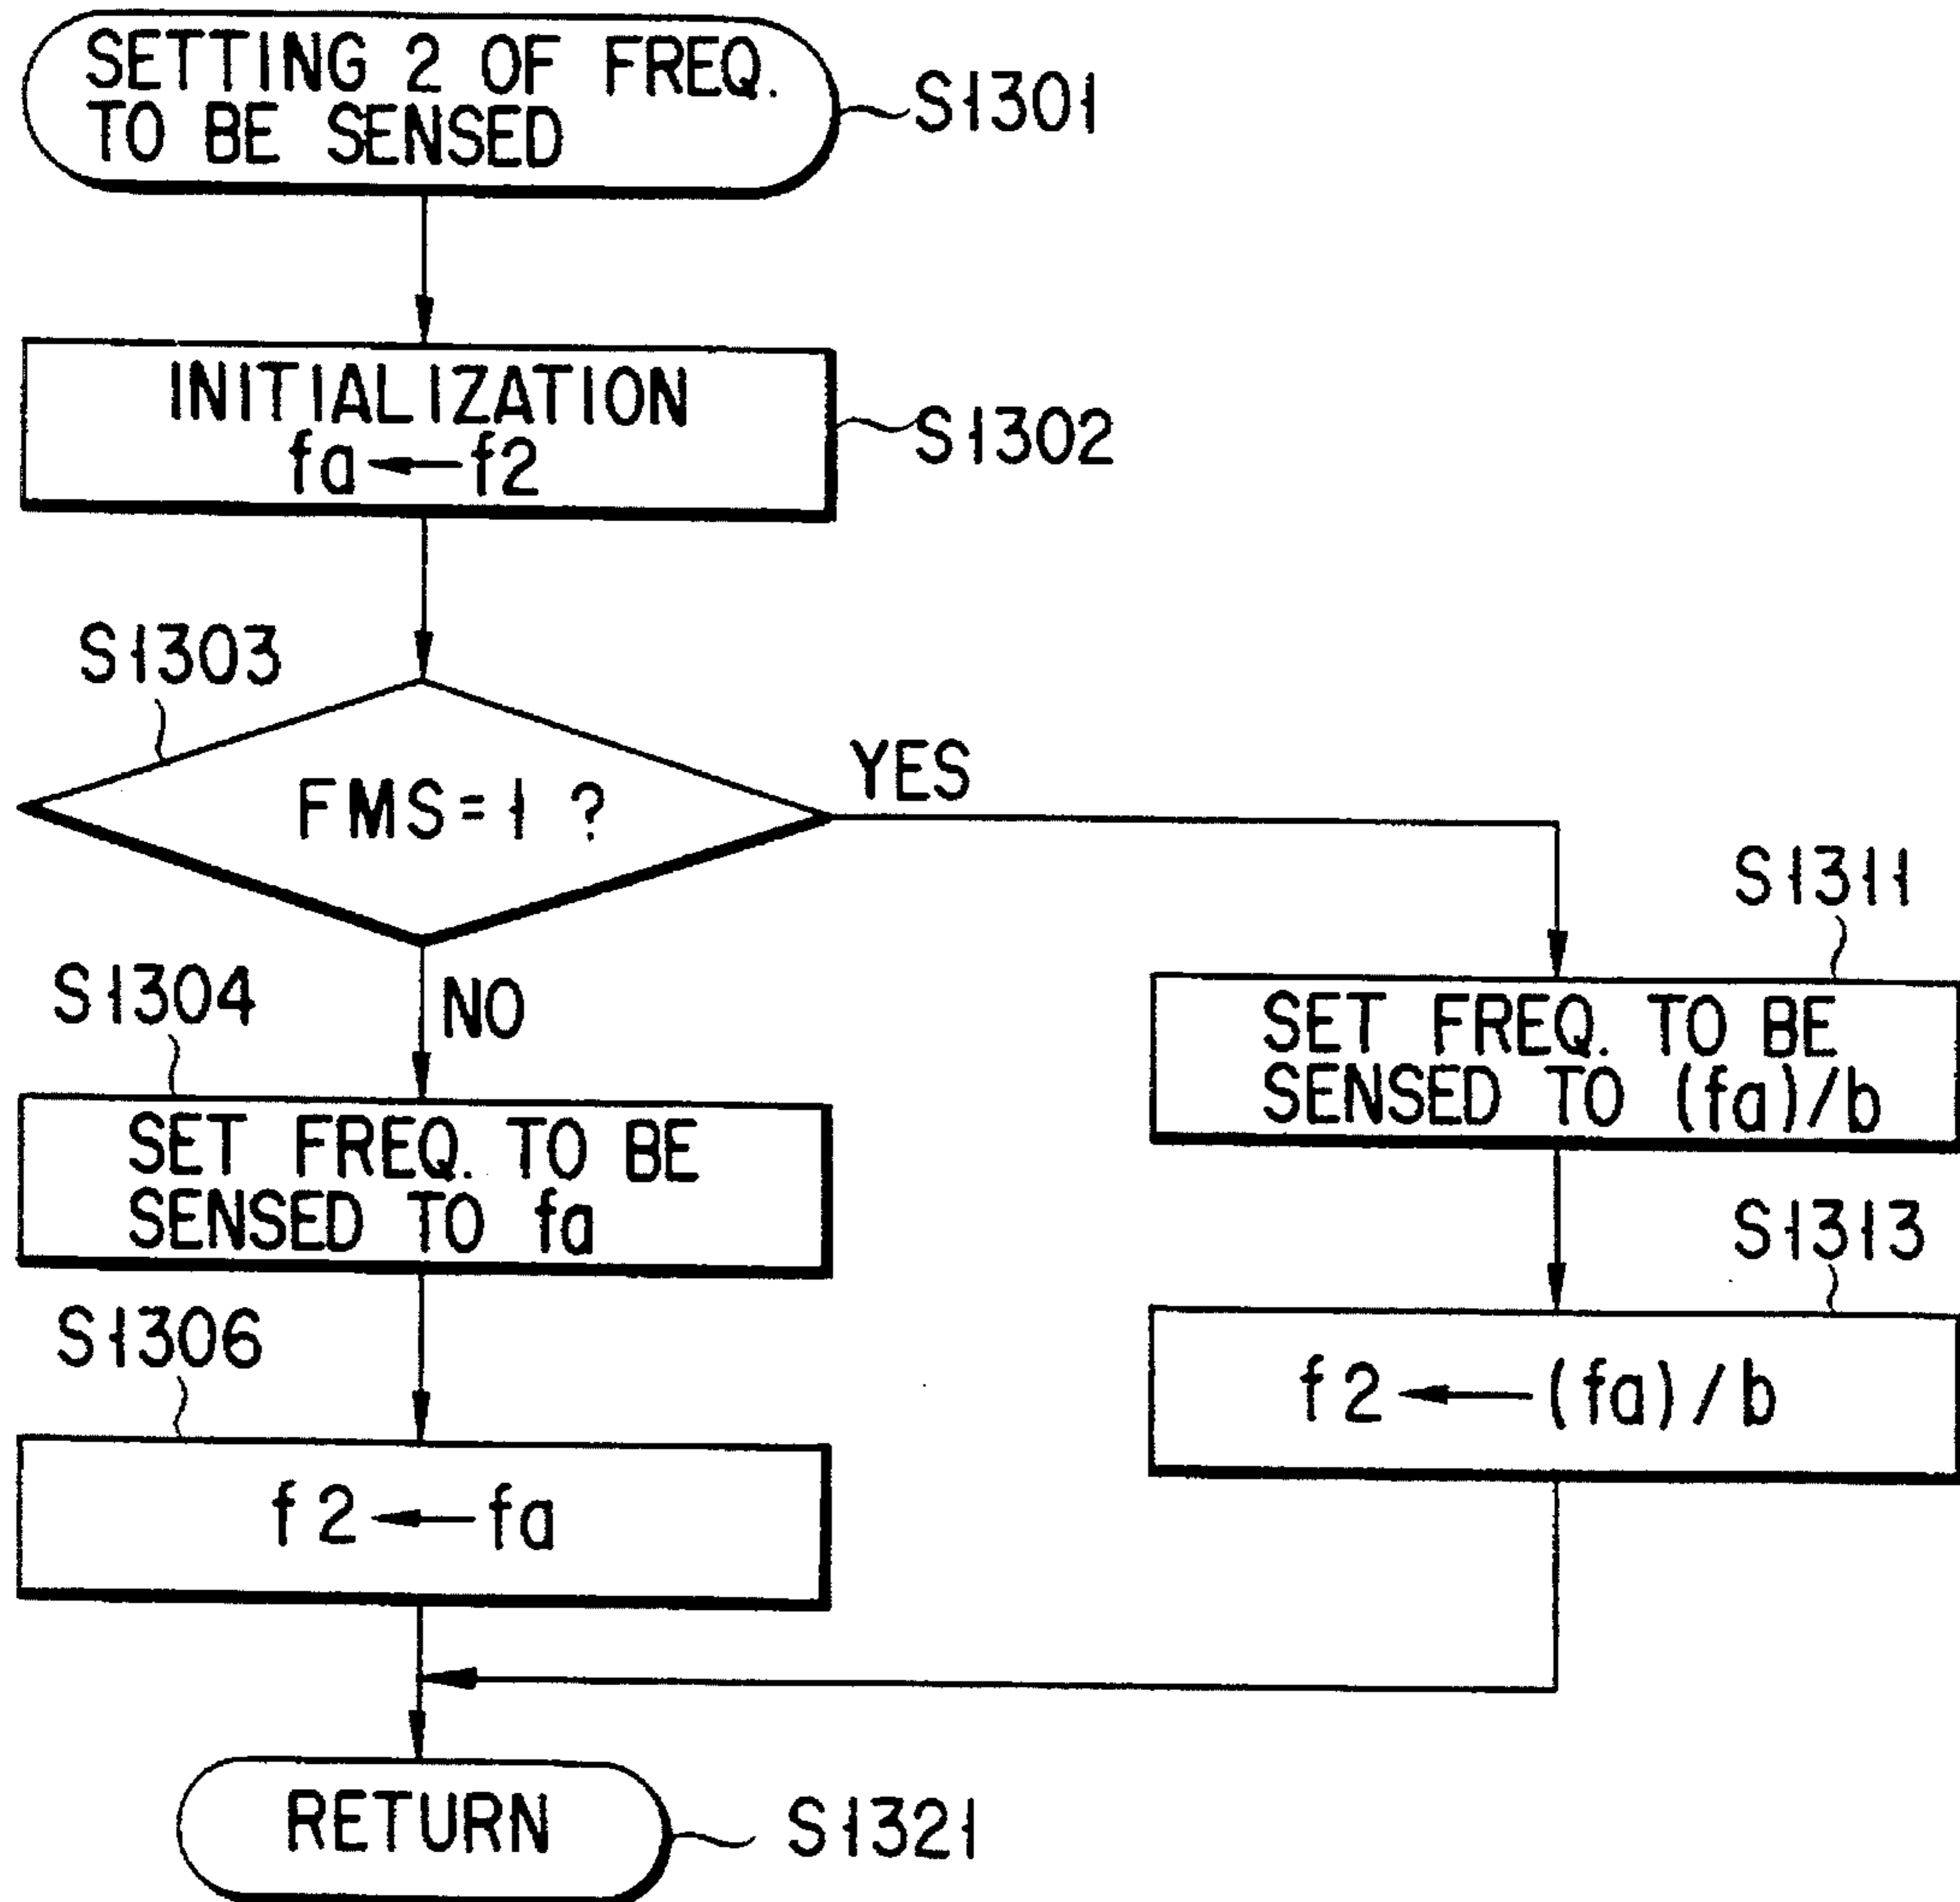 SETTING 2 OF FREQ.
TO BE SENSED
S1301
INITIALIZATION
fa ← f2
S1302
S1303
FMS=1 ?
YES
NO
S1304
SET FREQ. TO BE
SENSED TO fa
S1306
f2 ← fa
S1311
SET FREQ. TO BE
SENSED TO (fa)/b
S1313
f2 ← (fa)/b
RETURN
S1321